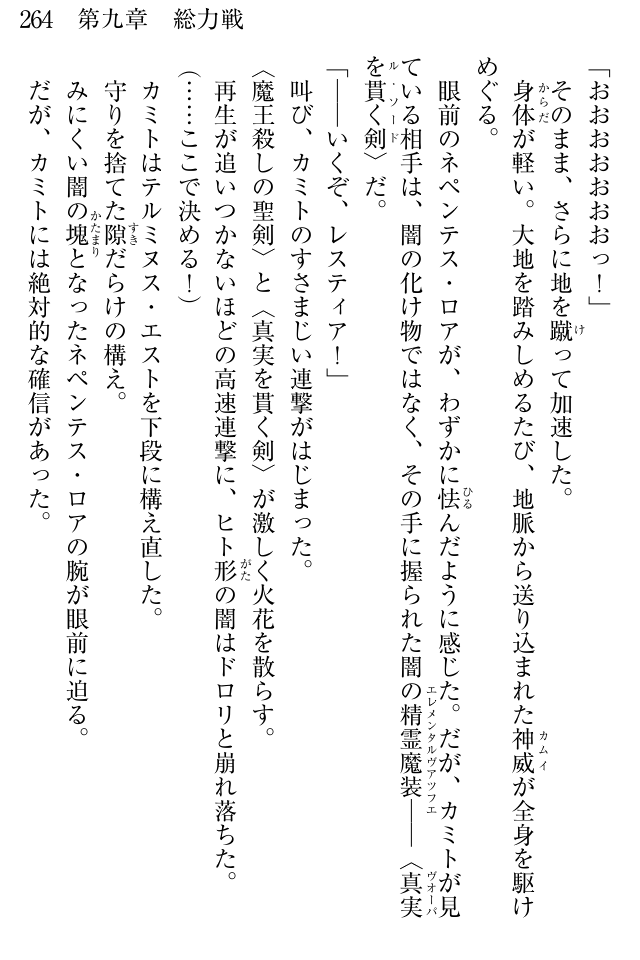 264　第九章　総力戦
「おおおおおおおっ！」
そのまま、さらに地を蹴って加速した。
身体が軽い。大地を踏みしめるたび、地脈から送り込まれた神威が全身を駆け
めぐる。
眼前のネペンテス・ロアが、わずかに怯んだように感じた。だが、カミトが見
ている相手は、闇の化け物ではなく、その手に握られた闇の精霊魔装――〈真実
を貫く剣〉だ。
「――いくぞ、レスティア！」
叫び、カミトのすさまじい連撃がはじまった。
〈魔王殺しの聖剣〉と〈真実を貫く剣〉が激しく火花を散らす。
再生が追いつかないほどの高速連撃に、ヒト形の闇はドロリと崩れ落ちた。
（……ここで決める！）
カミトはテルミヌス・エストを下段に構え直した。
守りを捨てた隙だらけの構え。
みにくい闇の塊となったネペンテス・ロアの腕が眼前に迫る。
だが、カミトには絶対的な確信があった。